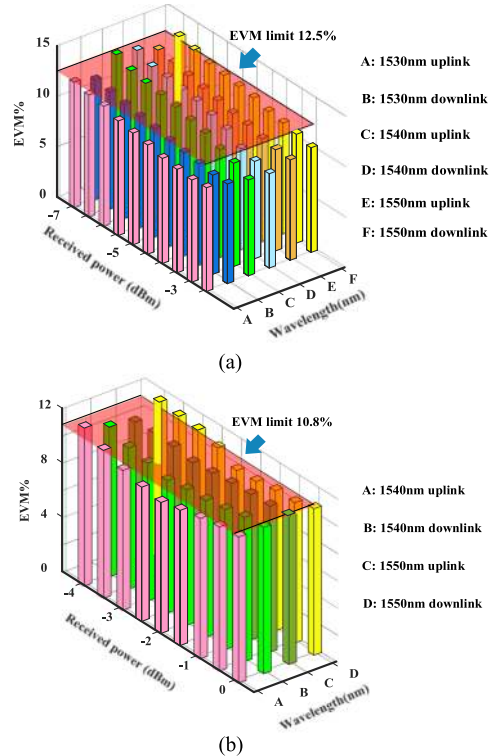 (a)
EVM limit 12.5%
15
10
5
0
EVM%
-7
-5
-3
Received power (dBm)
A
B
C
D
E
F
Wavelength(nm)
A: 1530nm uplink
B: 1530nm downlink
C: 1540nm uplink
D: 1540nm downlink
E: 1550nm uplink
F: 1550nm downlink
(a)
12
8
4
0
EVM%
EVM limit 10.8%
-4
-3
-2
-1
0
Received power (dBm)
A
B
C
D
Wavelength(nm)
A: 1540nm uplink
B: 1540nm downlink
C: 1550nm uplink
D: 1550nm downlink
(b)